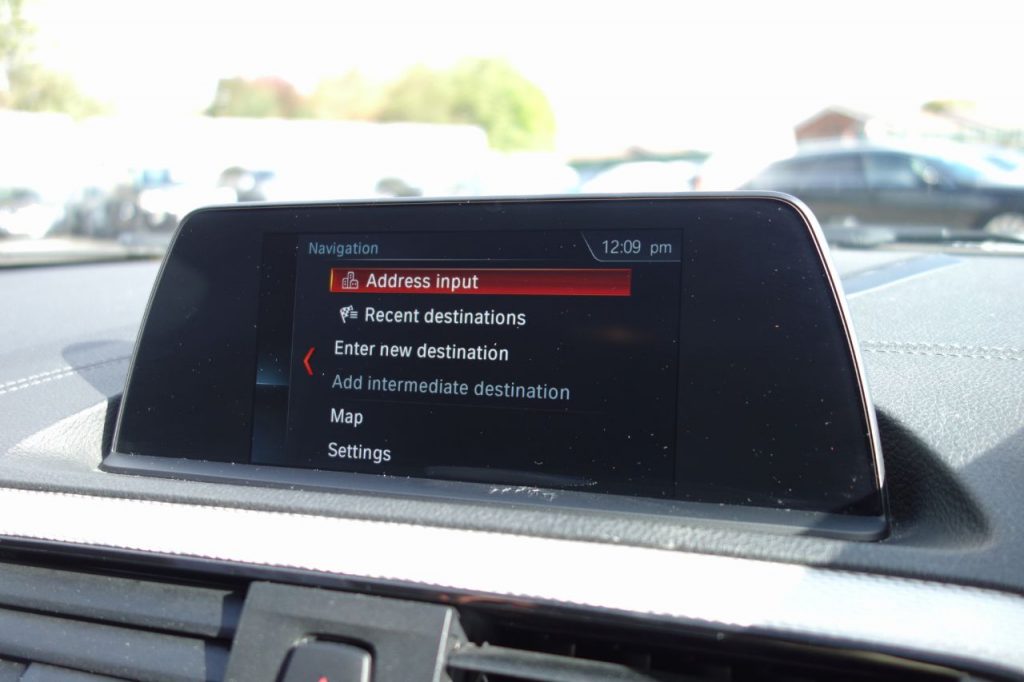 Navigation 12:09 pm
Address input
Recent destinations
Enter new destination
Add intermediate destination
Map
Settings